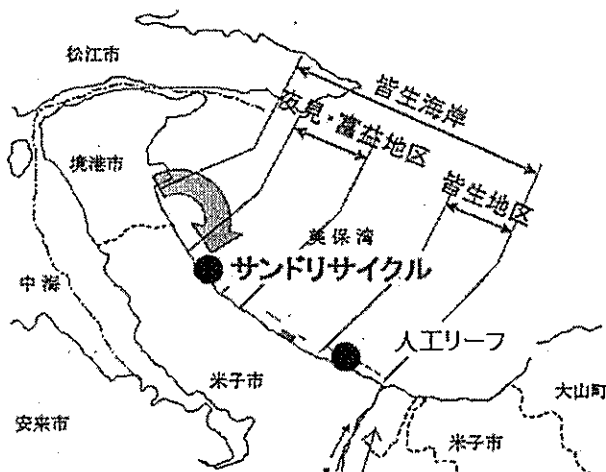 松江市
皆生海岸
夜見・富益地区
境港市
皆生地区
美保湾
サンドリサイクル
中海
人工リーフ
米子市
大山町
安来市
米子市